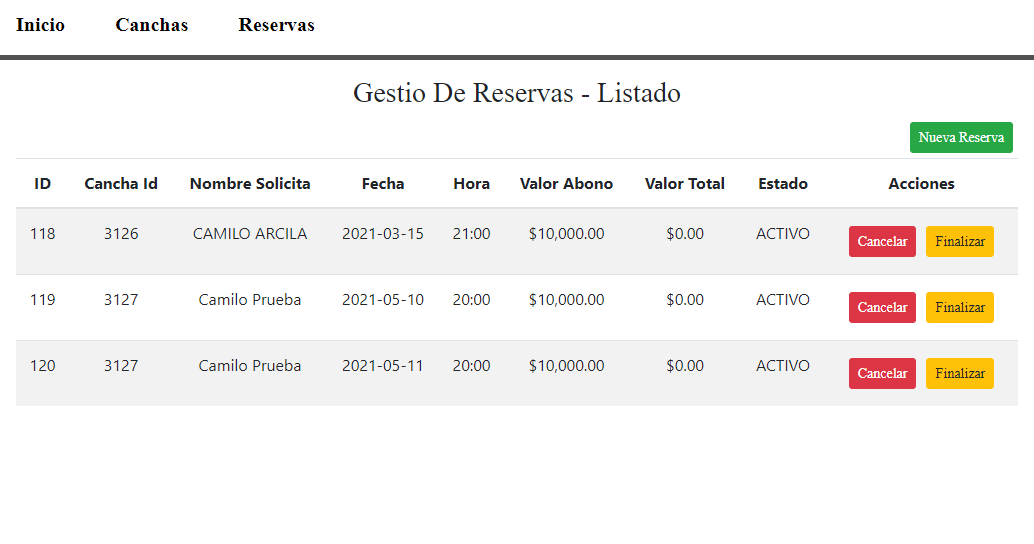 Inicio Canchas Reservas
Gestio De Reservas - Listado
Nueva Reserva
ID Cancha Id Nombre Solicita Fecha Hora Valor Abono Valor Total Estado Acciones
118 3126 CAMILO ARCILA 2021-03-15 21:00 $10,000.00 $0.00 ACTIVO Cancelar Finalizar
119 3127 Camilo Prueba 2021-05-10 20:00 $10,000.00 $0.00 ACTIVO Cancelar Finalizar
120 3127 Camilo Prueba 2021-05-11 20:00 $10,000.00 $0.00 ACTIVO Cancelar Finalizar